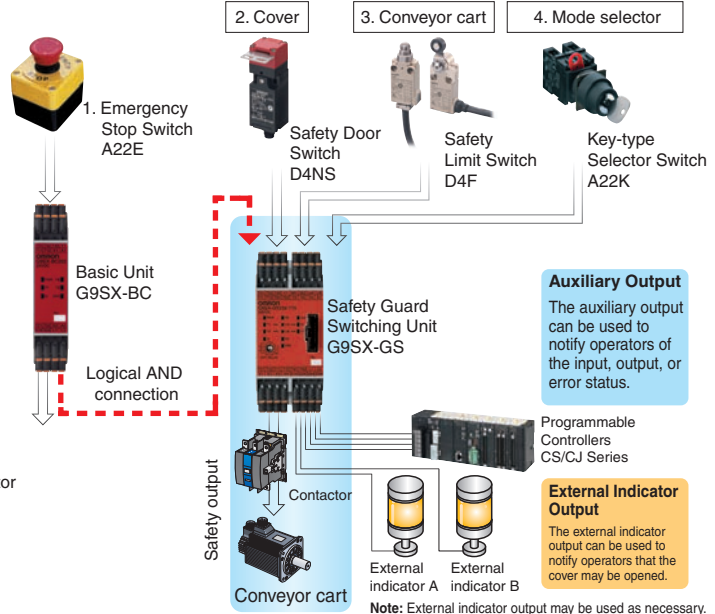 2. Cover
3. Conveyor cart
4. Mode selector
1. Emergency
Stop Switch
A22E
Safety Door
Switch
D4NS
Safety
Limit Switch
D4F
Key-type
Selector Switch
A22K
Basic Unit
G9SX-BC
Safety Guard
Switching Unit
G9SX-GS
Logical AND
connection
Auxiliary Output
The auxiliary output
can be used to
notify operators of
the input, output, or
error status.
Programmable
Controllers
CS/CJ Series
tor
Safety output
Contactor
External Indicator
Output
The external indicator
output can be used to
notify operators that the
cover may be opened.
External
indicator A
External
indicator B
Conveyor cart
Note: External indicator output may be used as necessary.